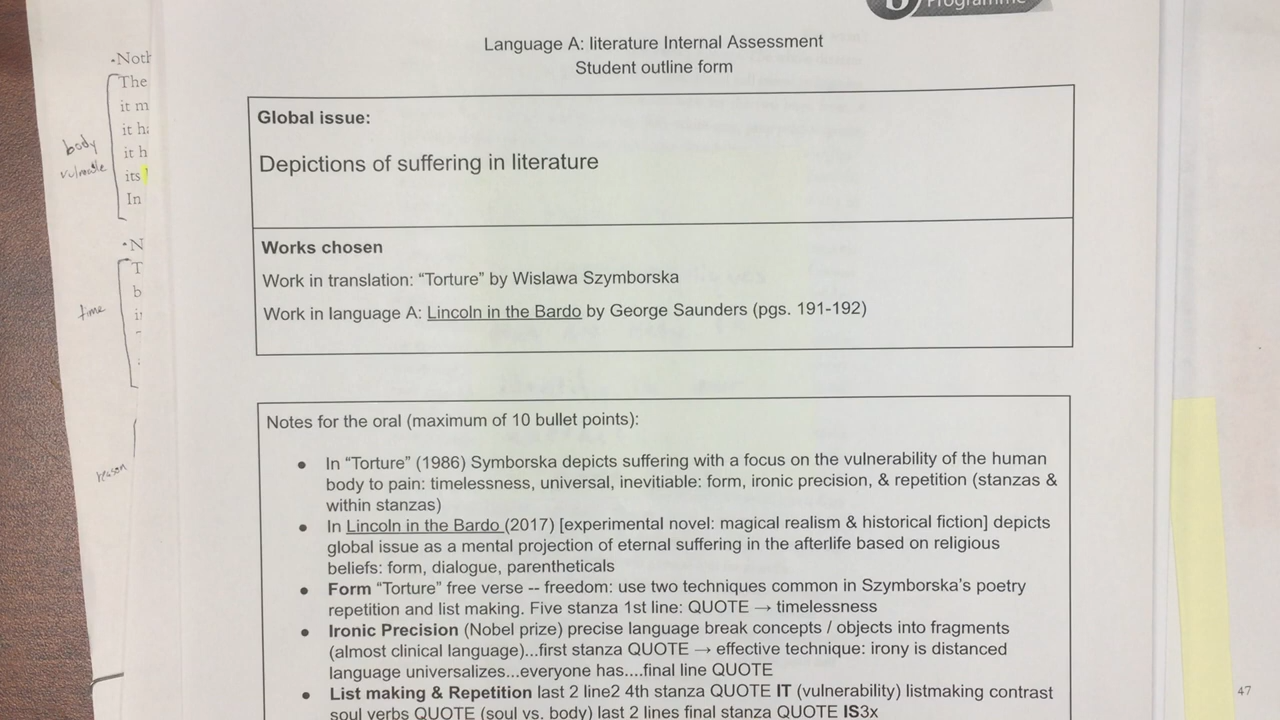 Programme
Language A: literature Internal Assessment
Student outline form
Global issue:
Depictions of suffering in literature
Works chosen
Work in translation: “Torture” by Wislawa Szymborska
Work in language A: Lincoln in the Bardo by George Saunders (pgs. 191-192)
Notes for the oral (maximum of 10 bullet points):
● In “Torture” (1986) Symborska depicts suffering with a focus on the vulnerability of the human
body to pain: timelessness, universal, inevitiable: form, ironic precision, & repetition (stanzas &
within stanzas)
● In Lincoln in the Bardo (2017) [experimental novel: magical realism & historical fiction] depicts
global issue as a mental projection of eternal suffering in the afterlife based on religious
beliefs: form, dialogue, parentheticals
● Form “Torture” free verse -- freedom: use two techniques common in Szymborska’s poetry
repetition and list making. Five stanza 1st line: QUOTE → timelessness
● Ironic Precision (Nobel prize) precise language break concepts / objects into fragments
(almost clinical language)...first stanza QUOTE → effective technique: irony is distanced
language universalizes...everyone has....final line QUOTE
● List making & Repetition last 2 line2 4th stanza QUOTE IT (vulnerability) listmaking contrast
soul verbs QUOTE (soul vs. body) last 2 lines final stanza QUOTE IS3x
The
it m
it h
its
In
body
time
reason
47